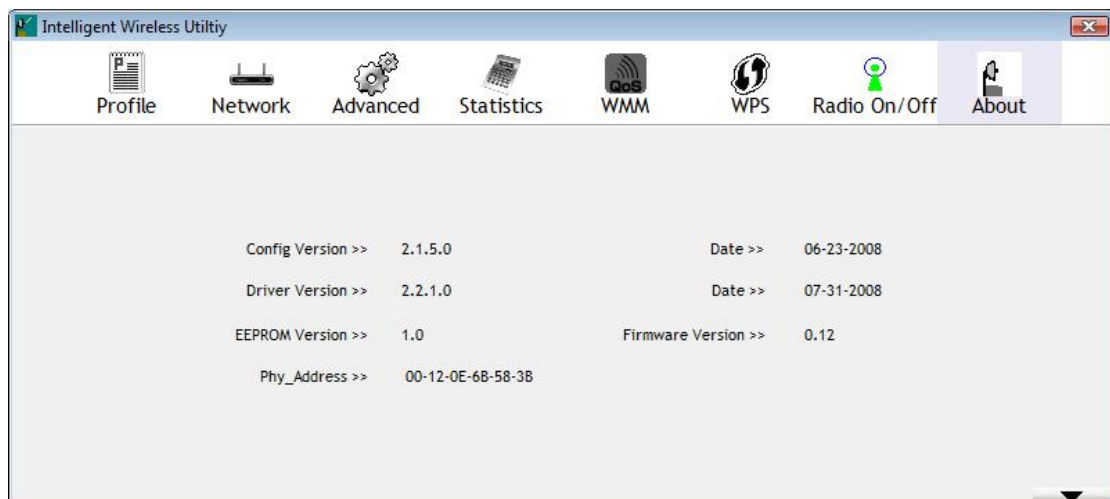 Intelligent Wireless Utiltiy
Profile Network Advanced Statistics QoS WMM WPS Radio On/Off About
Config Version >> 2.1.5.0 Date >> 06-23-2008
Driver Version >> 2.2.1.0 Date >> 07-31-2008
EEPROM Version >> 1.0 Firmware Version >> 0.12
Phy_Address >> 00-12-0E-6B-58-3B